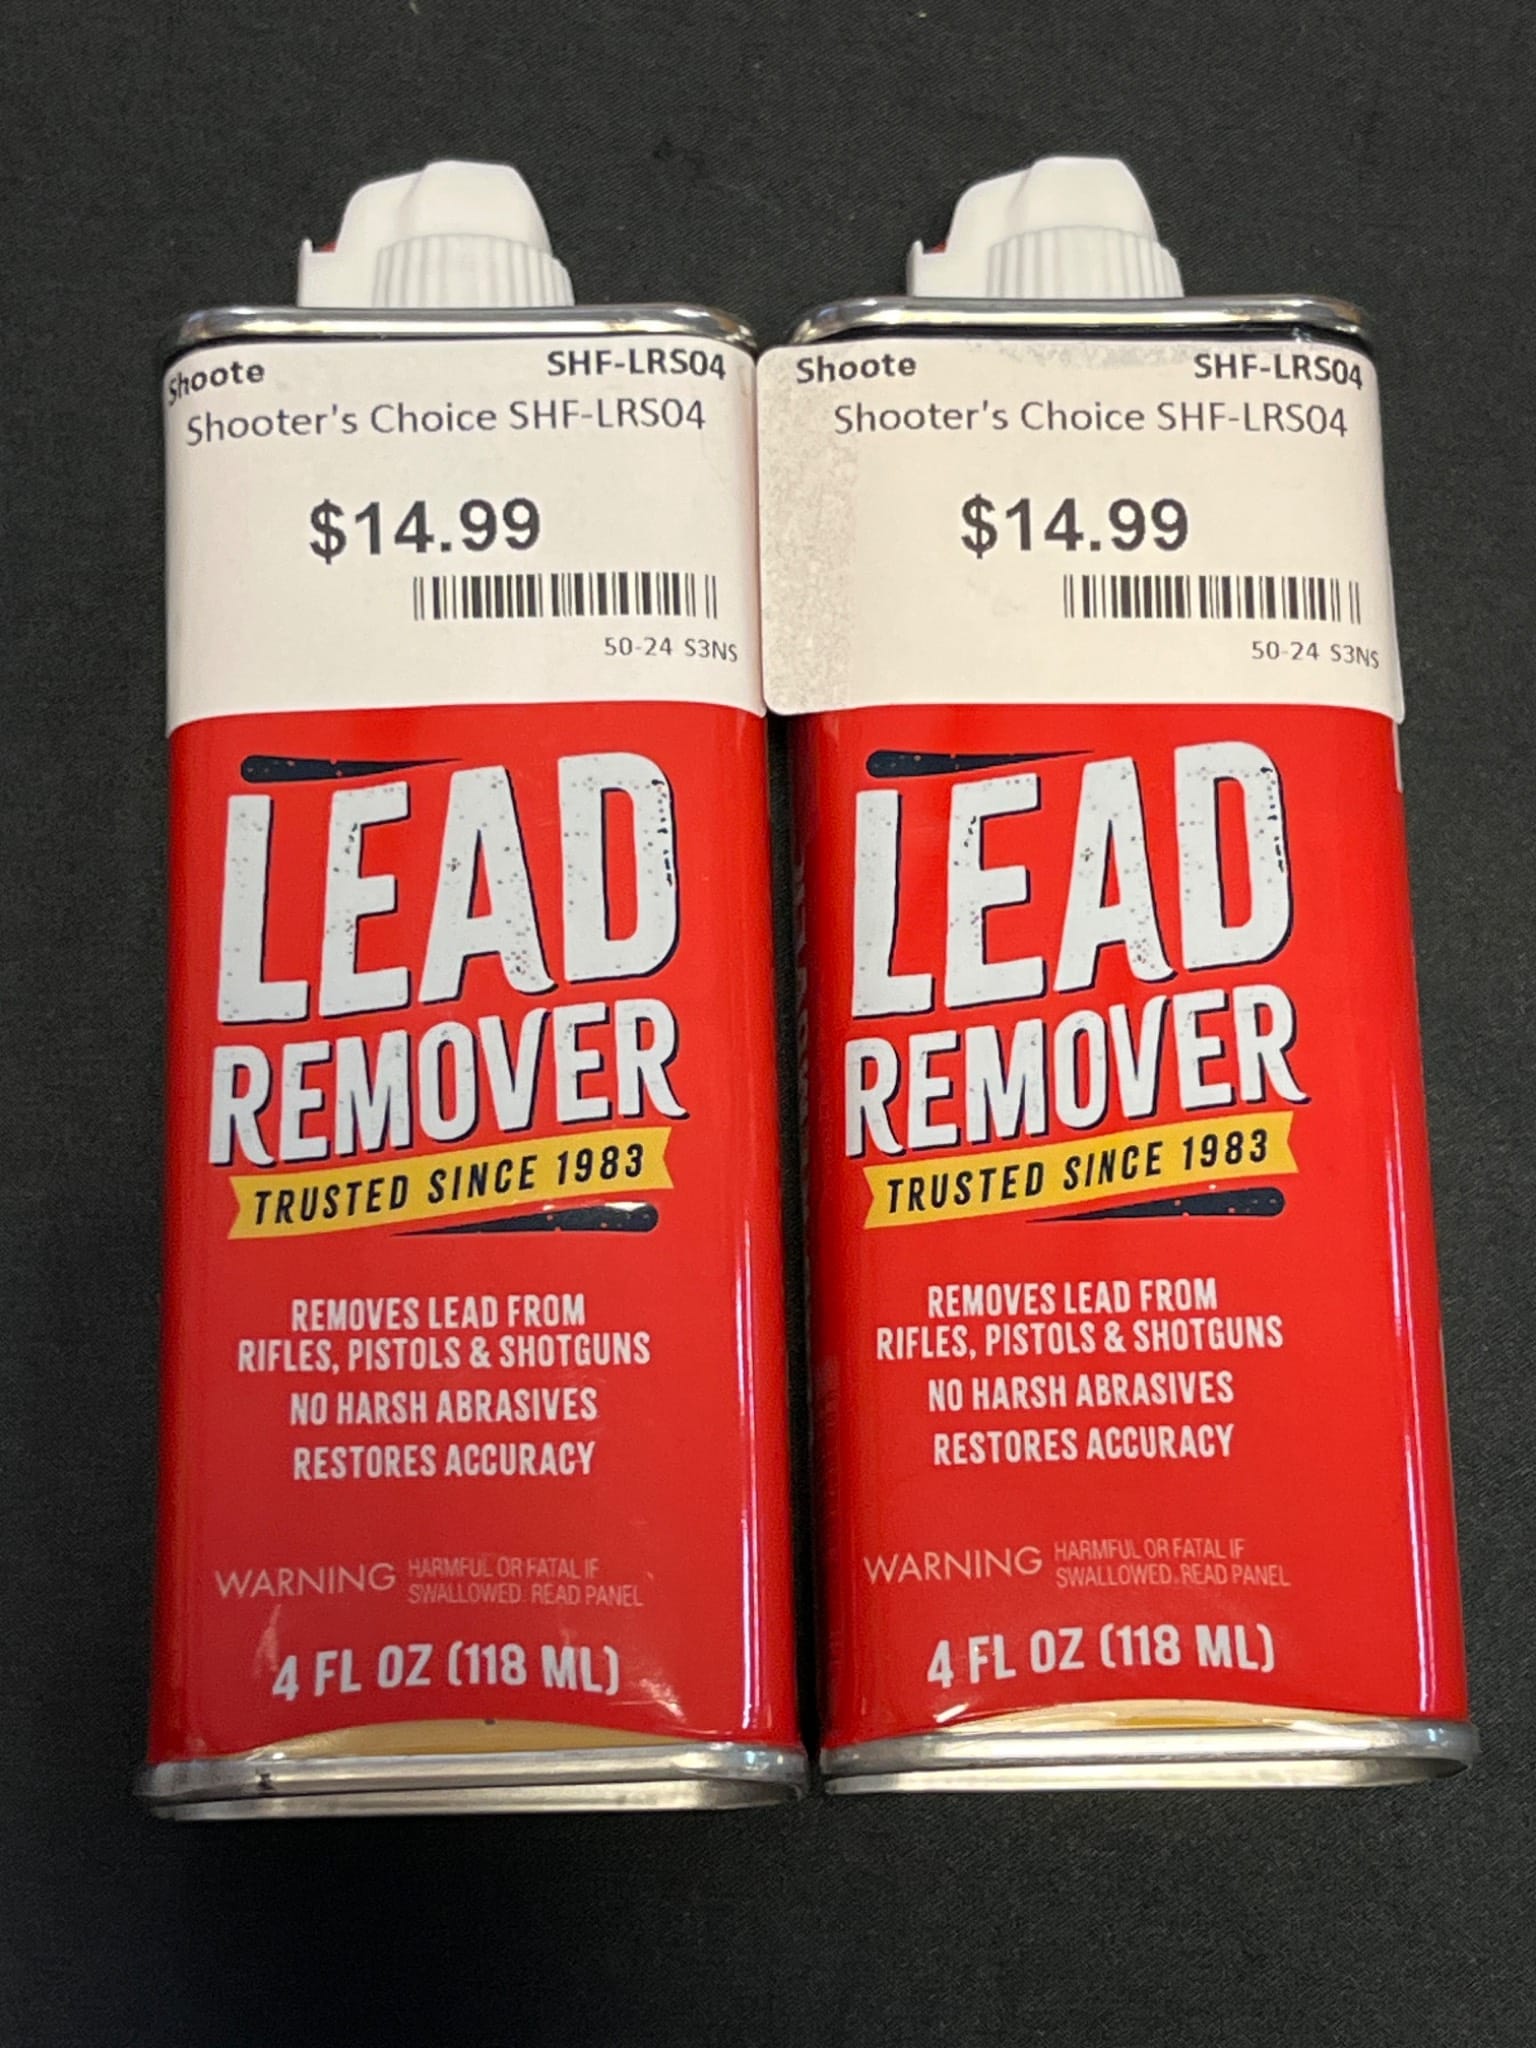 Shoote SHF-LRS04
Shooter's Choice SHF-LRS04
$14.99
50-24 S3NS
LEAD
REMOVER
TRUSTED SINCE 1983
REMOVES LEAD FROM
RIFLES, PISTOLS & SHOTGUNS
NO HARSH ABRASIVES
RESTORES ACCURACY
WARNING HARMFUL OR FATAL IF
SWALLOWED. READ PANEL
4 FL OZ (118 ML)
Shoote SHF-LRS04
Shooter's Choice SHF-LRS04
$14.99
50-24 S3NS
LEAD
REMOVER
TRUSTED SINCE 1983
REMOVES LEAD FROM
RIFLES, PISTOLS & SHOTGUNS
NO HARSH ABRASIVES
RESTORES ACCURACY
WARNING HARMFUL OR FATAL IF
SWALLOWED. READ PANEL
4 FL OZ (118 ML)